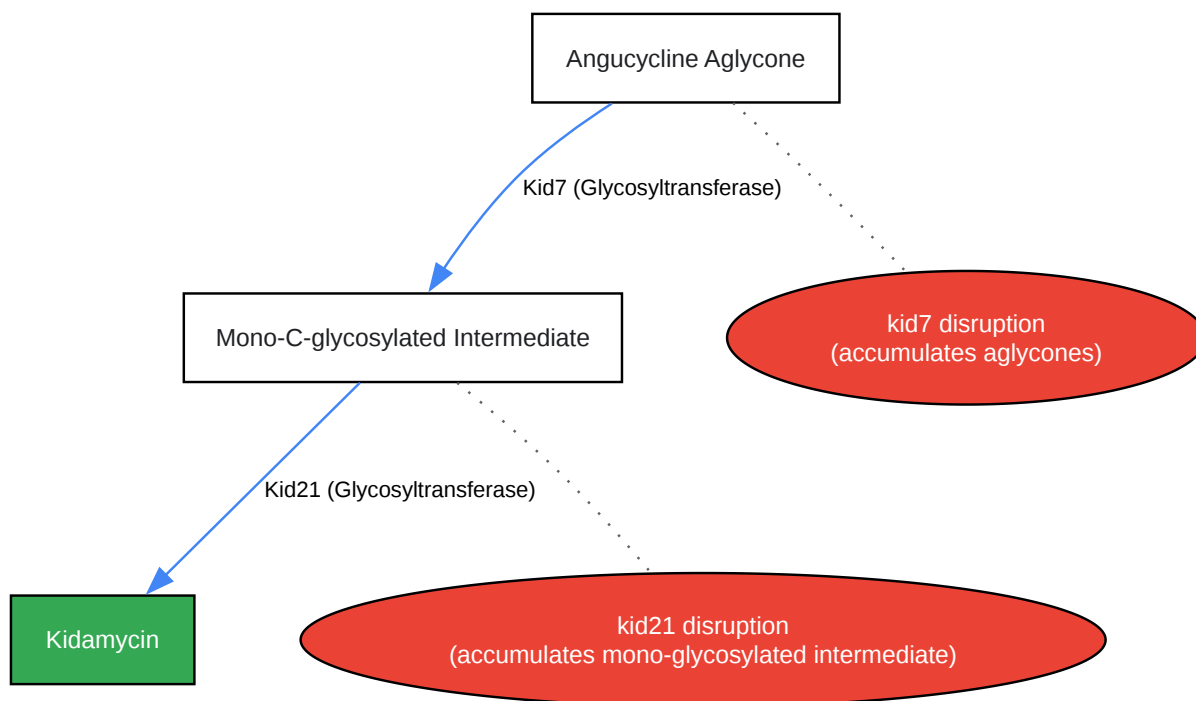 Angucycline Aglycone
Kid7 (Glycosyltransferase)
Mono-C-glycosylated Intermediate
kid7 disruption
(accumulates aglycones)
Kid21 (Glycosyltransferase)
Kidamycin
kid21 disruption
(accumulates mono-glycosylated intermediate)